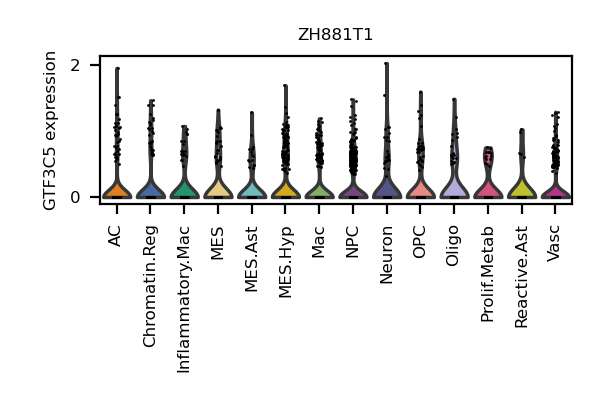 ZH881T1
GTF3C5 expression
2
0
AC
Chromatin.Reg
Inflammatory.Mac
MES
MES.Ast
MES.Hyp
Mac
NPC
Neuron
OPC
Oligo
Prolif.Metab
Reactive.Ast
Vasc